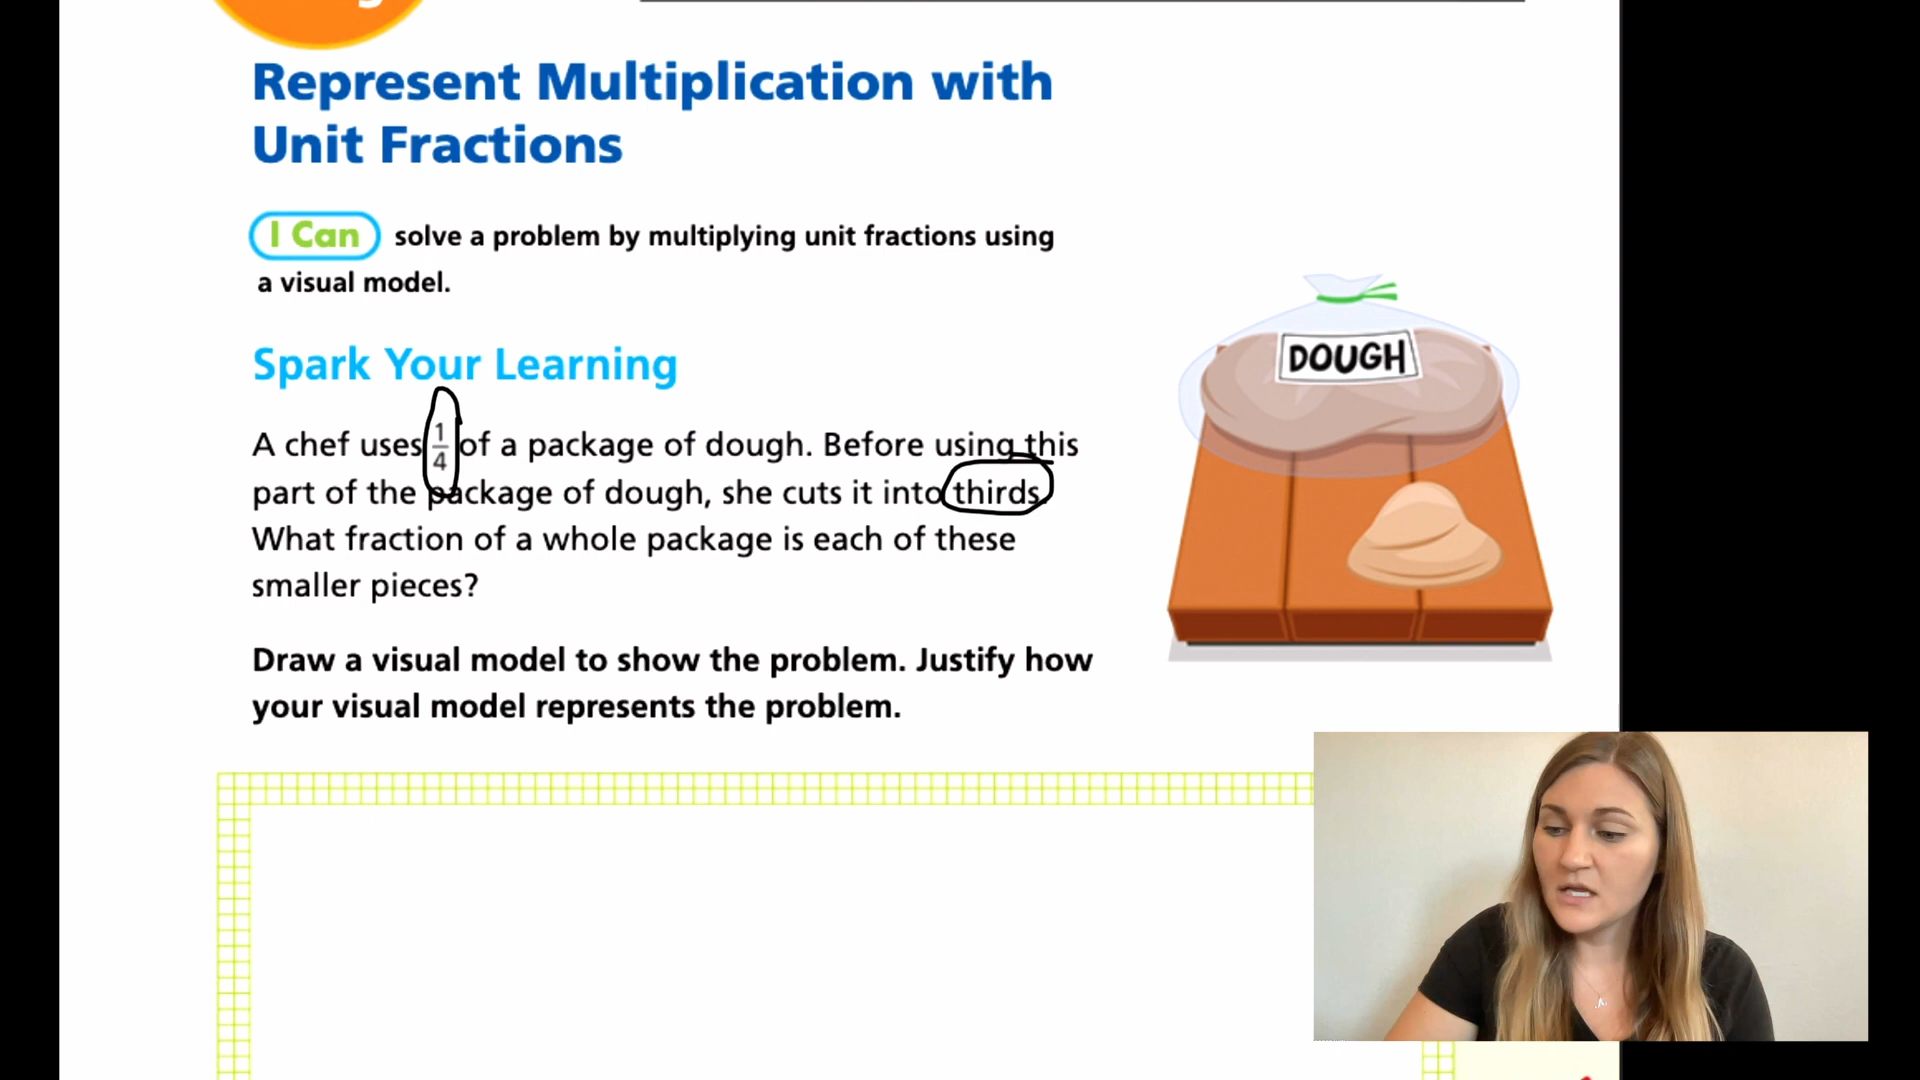 Represent Multiplication with
Unit Fractions
I Can solve a problem by multiplying unit fractions using
a visual model.
DOUGH
Spark Your Learning
A chef uses 1/4 of a package of dough. Before using this
part of the package of dough, she cuts it into thirds.
What fraction of a whole package is each of these
smaller pieces?
Draw a visual model to show the problem. Justify how
your visual model represents the problem.